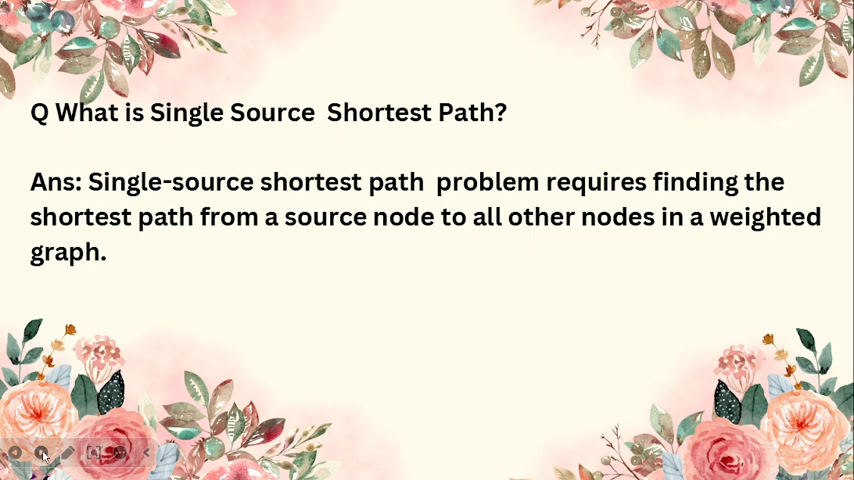 Q What is Single Source  Shortest Path?
Ans: Single-source shortest path  problem requires finding the
shortest path from a source node to all other nodes in a weighted
graph.